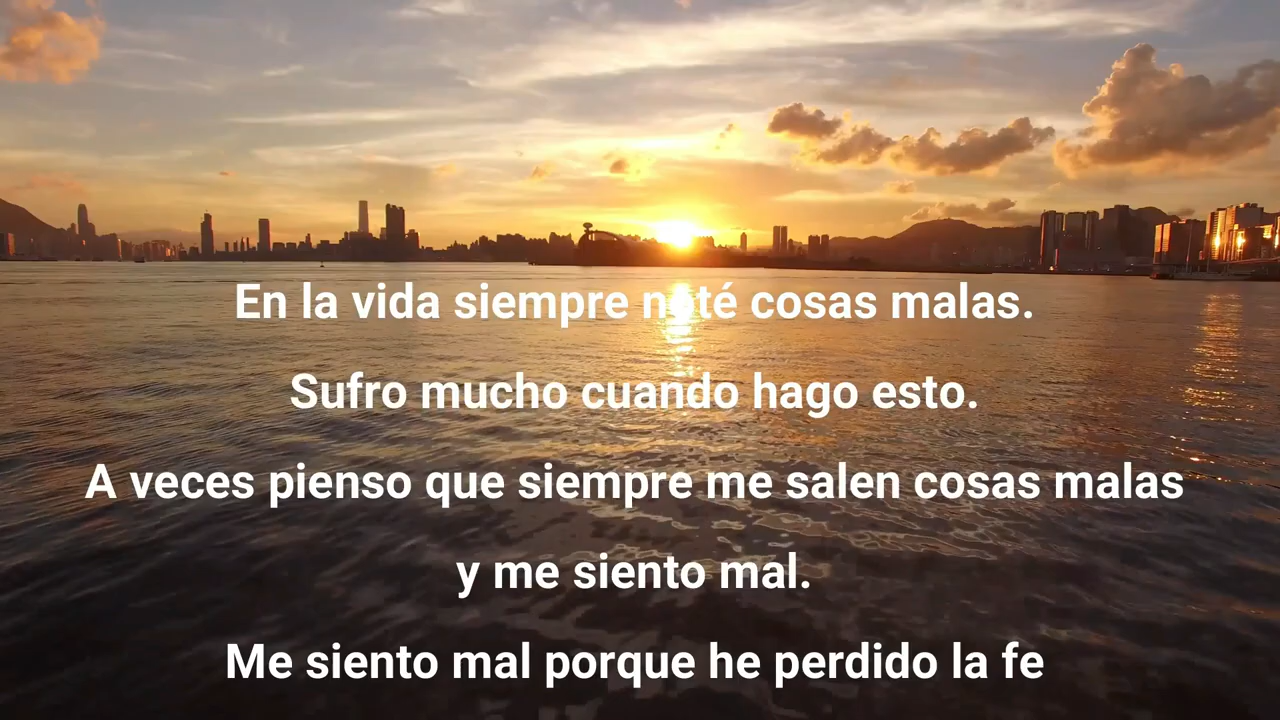 En la vida siempre noté cosas malas.
Sufro mucho cuando hago esto.
A veces pienso que siempre me salen cosas malas
y me siento mal.
Me siento mal porque he perdido la fe